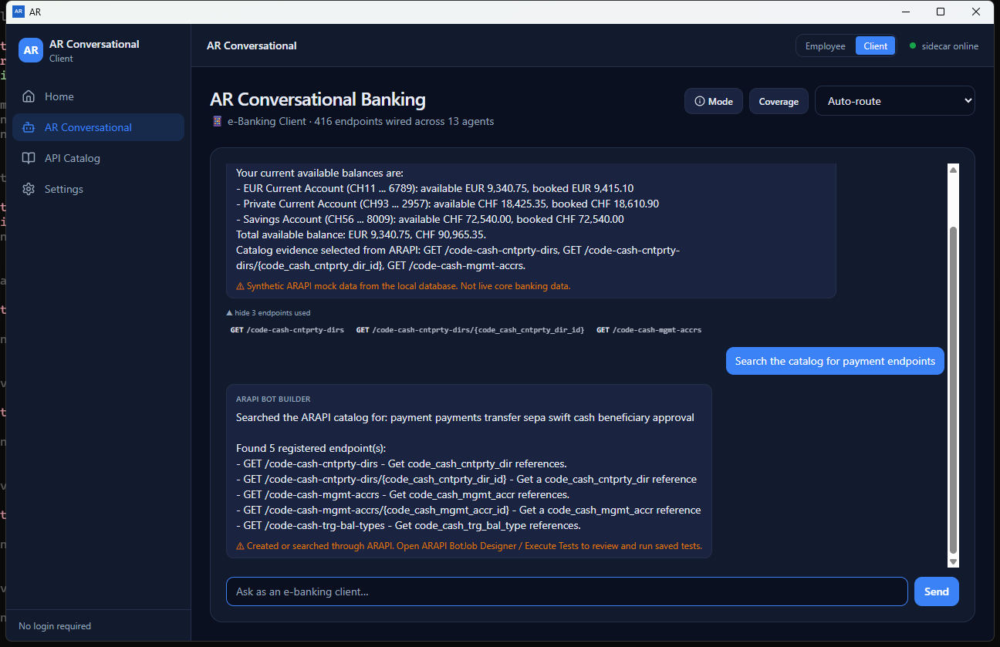 AR AR
AR AR Conversational
Client
Home
AR Conversational
API Catalog
Settings
No login required
AR Conversational
Employee Client sidecar online
AR Conversational Banking
e-Banking Client · 416 endpoints wired across 13 agents
Mode Coverage Auto-route
Your current available balances are:
- EUR Current Account (CH11 ... 6789): available EUR 9,340.75, booked EUR 9,415.10
- Private Current Account (CH93 ... 2957): available CHF 18,425.35, booked CHF 18,610.90
- Savings Account (CH56 ... 8009): available CHF 72,540.00, booked CHF 72,540.00
Total available balance: EUR 9,340.75, CHF 90,965.35.
Catalog evidence selected from ARAPI: GET /code-cash-cntprty-dirs, GET /code-cash-cntprty-
dirs/{code_cash_cntprty_dir_id}, GET /code-cash-mgmt-accrs.
⚠ Synthetic ARAPI mock data from the local database. Not live core banking data.
▲ hide 3 endpoints used
GET /code-cash-cntprty-dirs GET /code-cash-cntprty-dirs/{code_cash_cntprty_dir_id} GET /code-cash-mgmt-accrs
Search the catalog for payment endpoints
ARAPI BOT BUILDER
Searched the ARAPI catalog for: payment payments transfer sepa swift cash beneficiary approval
Found 5 registered endpoint(s):
- GET /code-cash-cntprty-dirs - Get code_cash_cntprty_dir references.
- GET /code-cash-cntprty-dirs/{code_cash_cntprty_dir_id} - Get a code_cash_cntprty_dir reference
- GET /code-cash-mgmt-accrs - Get code_cash_mgmt_accr references.
- GET /code-cash-mgmt-accrs/{code_cash_mgmt_accr_id} - Get a code_cash_mgmt_accr reference
- GET /code-cash-trg-bal-types - Get code_cash_trg_bal_type references.
⚠ Created or searched through ARAPI. Open ARAPI BotJob Designer / Execute Tests to review and run saved tests.
Ask as an e-banking client...
Send